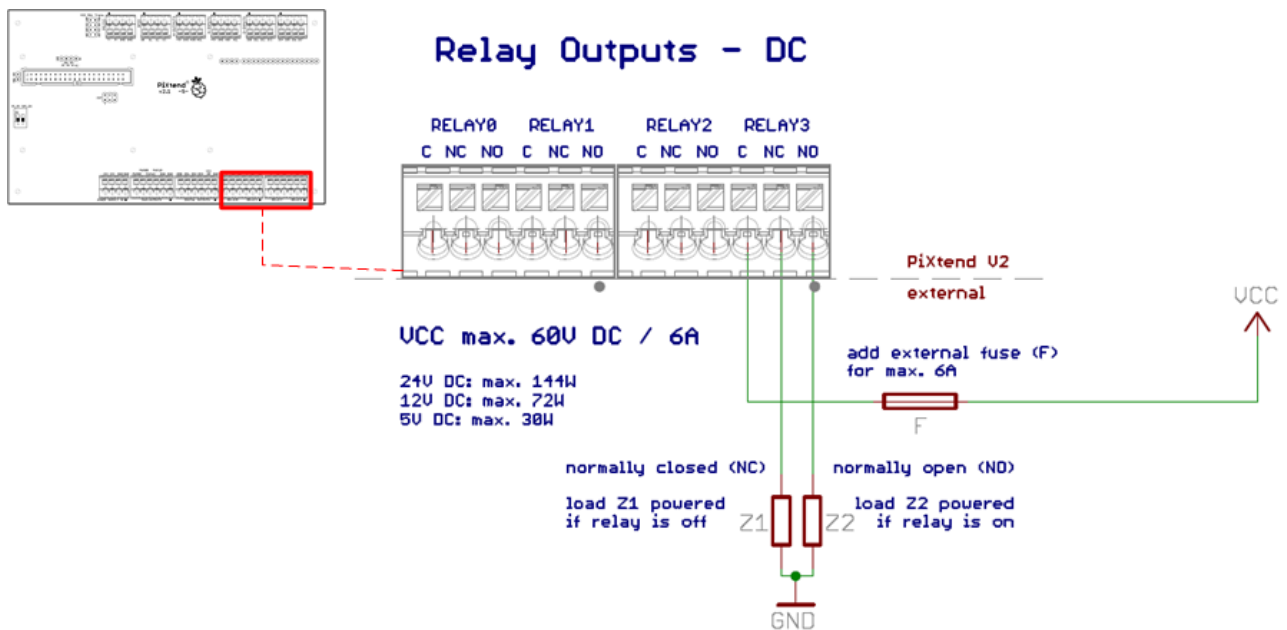 PiXtend
Relay Outputs - DC
RELAY0 RELAY1 RELAY2 RELAY3
C NC NO C NC NO C NC NO C NC NO
PiXtend V2
external
VCC
VCC max. 60V DC / 6A
add external fuse (F)
for max. 6A
24V DC: max. 144W
12V DC: max. 72W
5V DC: max. 30W
F
normally closed (NC)
normally open (NO)
load Z1 powered
if relay is off
Z1
Z2
load Z2 powered
if relay is on
GND